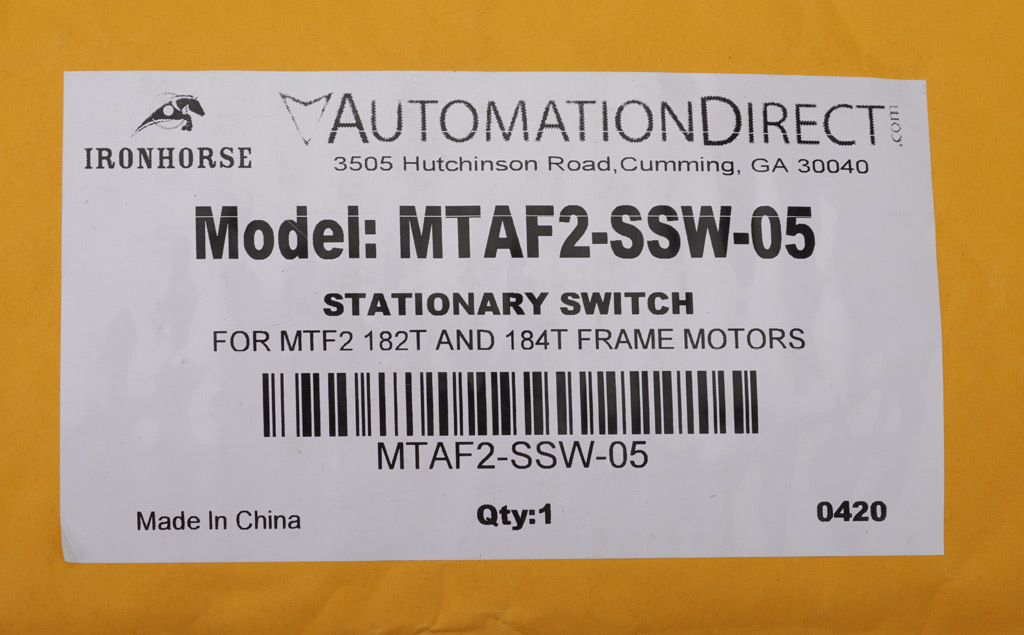 IRONHORSE
AUTOMATIONDIRECT.COM
3505 Hutchinson Road,Cumming, GA 30040
Model: MTAF2-SSW-05
STATIONARY SWITCH
FOR MTF2 182T AND 184T FRAME MOTORS
MTAF2-SSW-05
Made In China
Qty:1
0420